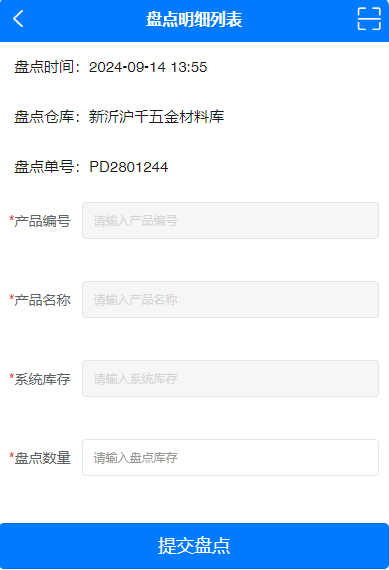 盘点明细列表
盘点时间：2024-09-14 13:55
盘点仓库：新沂沪千五金材料库
盘点单号：PD2801244
*产品编号 请输入产品编号
*产品名称 请输入产品名称
*系统库存 请输入系统库存
*盘点数量 请输入盘点库存
提交盘点